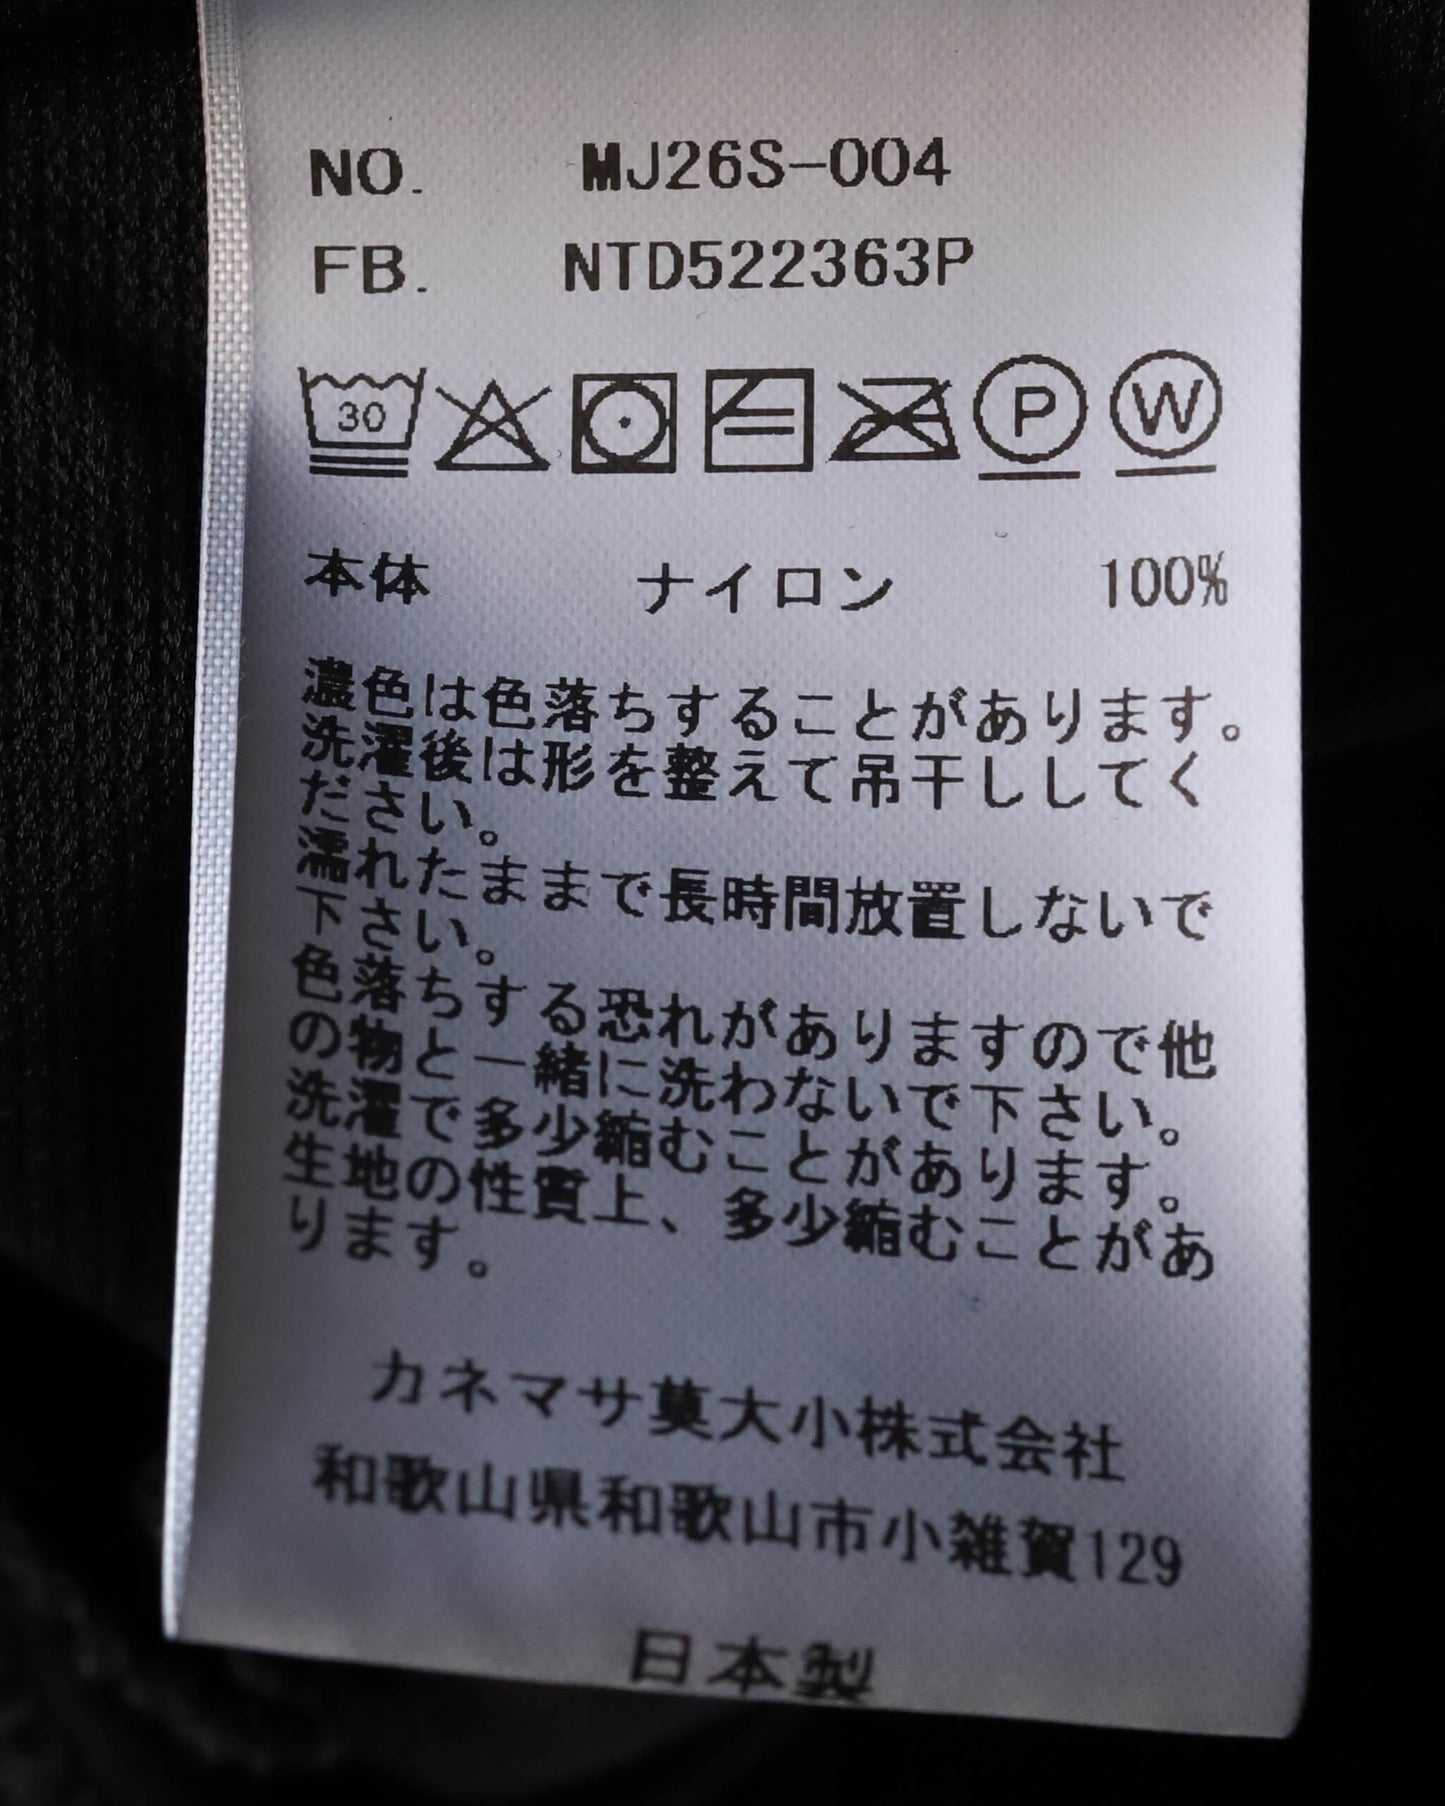 NO. MJ26S-004
FB. NTD522363P
30 P W
本体 ナイロン 100%
濃色は色落ちすることがあります。
洗濯後は形を整えて吊干ししてく
ださい。
濡れたままで長時間放置しないで
下さい。
色落ちする恐れがありますので他
の物と一緒に洗わないで下さい。
洗濯で多少縮むことがあります。
生地の性質上、多少縮むことがあ
ります。
カネマサ莫大小株式会社
和歌山県和歌山市小雑賀129
日本製